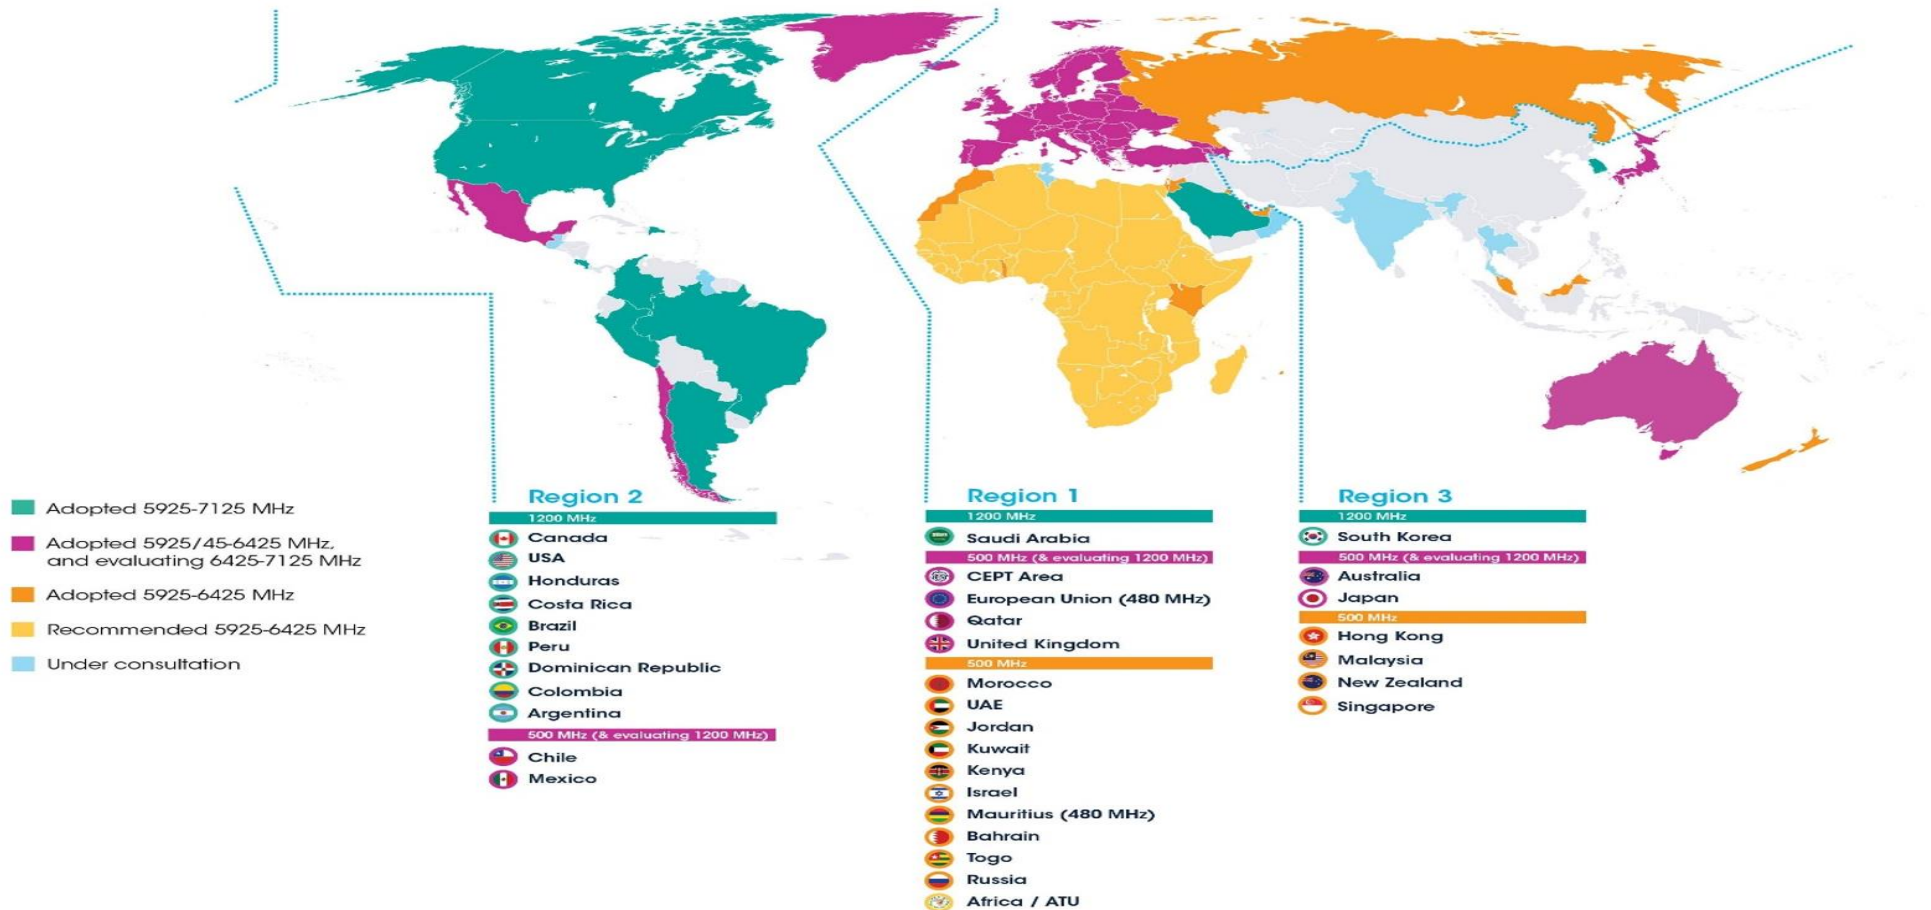 Adopted 5925-7125 MHz
Adopted 5925/45-6425 MHz,
and evaluating 6425-7125 MHz
Adopted 5925-6425 MHz
Recommended 5925-6425 MHz
Under consultation
Region 2
1200 MHz
Canada
USA
Honduras
Costa Rica
Brazil
Peru
Dominican Republic
Colombia
Argentina
500 MHz (& evaluating 1200 MHz)
Chile
Mexico
Region 1
1200 MHz
Saudi Arabia
500 MHz (& evaluating 1200 MHz)
CEPT Area
European Union (480 MHz)
Qatar
United Kingdom
500 MHz
Morocco
UAE
Jordan
Kuwait
Kenya
Israel
Mauritius (480 MHz)
Bahrain
Togo
Russia
Africa / ATU
Region 3
1200 MHz
South Korea
500 MHz (& evaluating 1200 MHz)
Australia
Japan
500 MHz
Hong Kong
Malaysia
New Zealand
Singapore